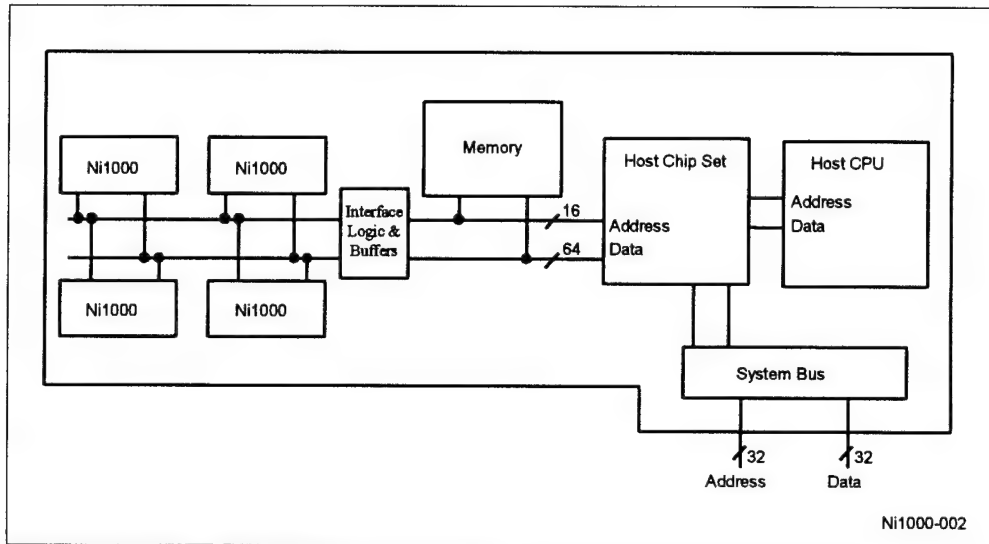 Ni1000
Ni1000
Memory
Host Chip Set
Host CPU
Interface
Logic &
Buffers
16
Address
Data
64
Address
Data
Ni1000
Ni1000
System Bus
32
32
Address
Data
Ni1000-002